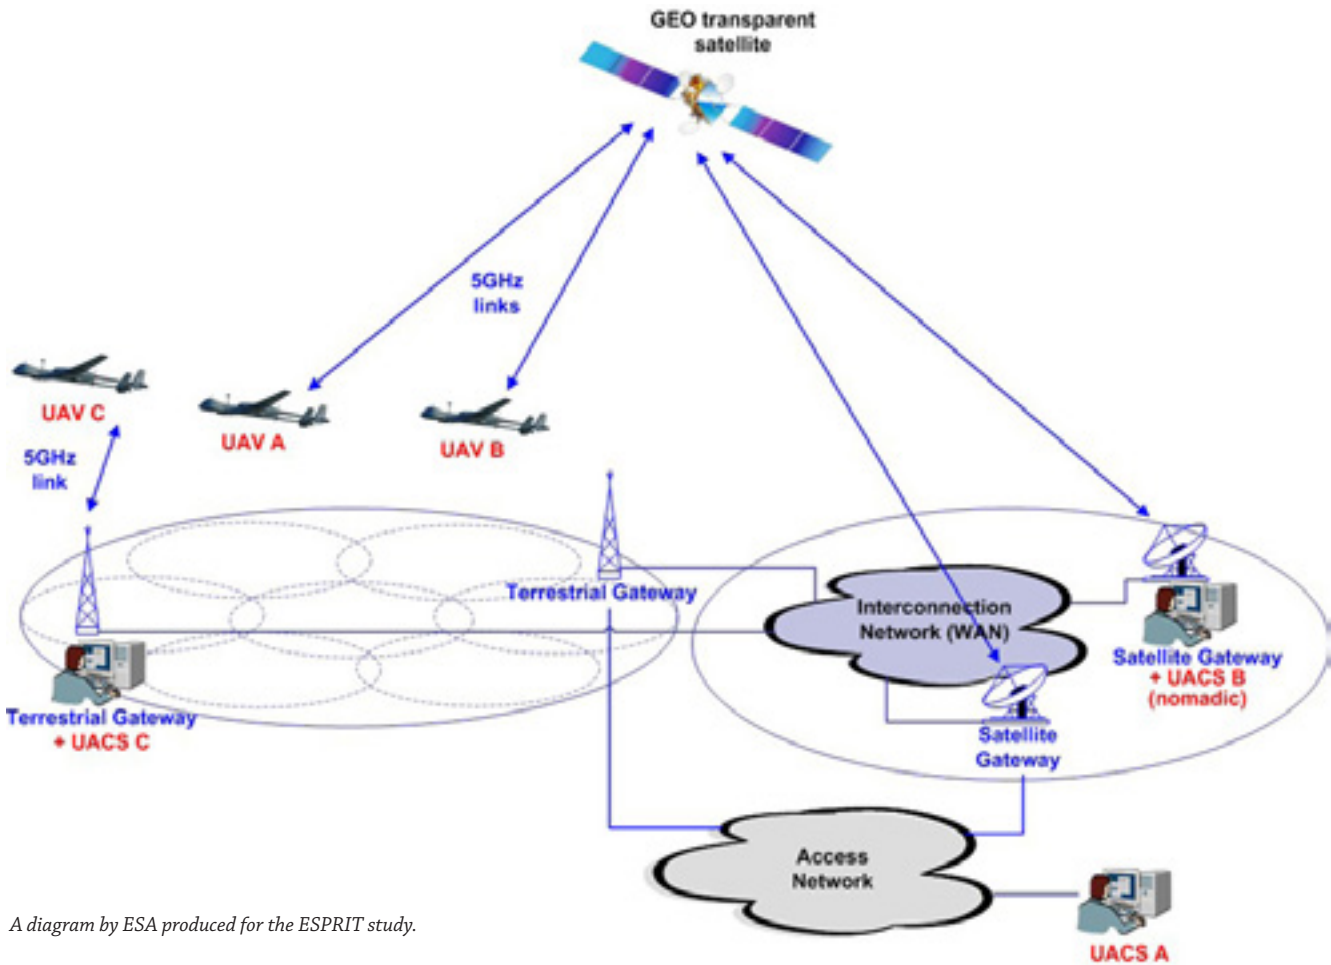 GEO transparent
satellite
5GHz
links
UAV C
UAV A
UAV B
5GHz
link
Terrestrial Gateway
Interconnection
Network (WAN)
Satellite Gateway
+ UACS B
(nomadic)
Terrestrial Gateway
+ UACS C
Satellite
Gateway
Access
Network
A diagram by ESA produced for the ESPRIT study.
UACS A